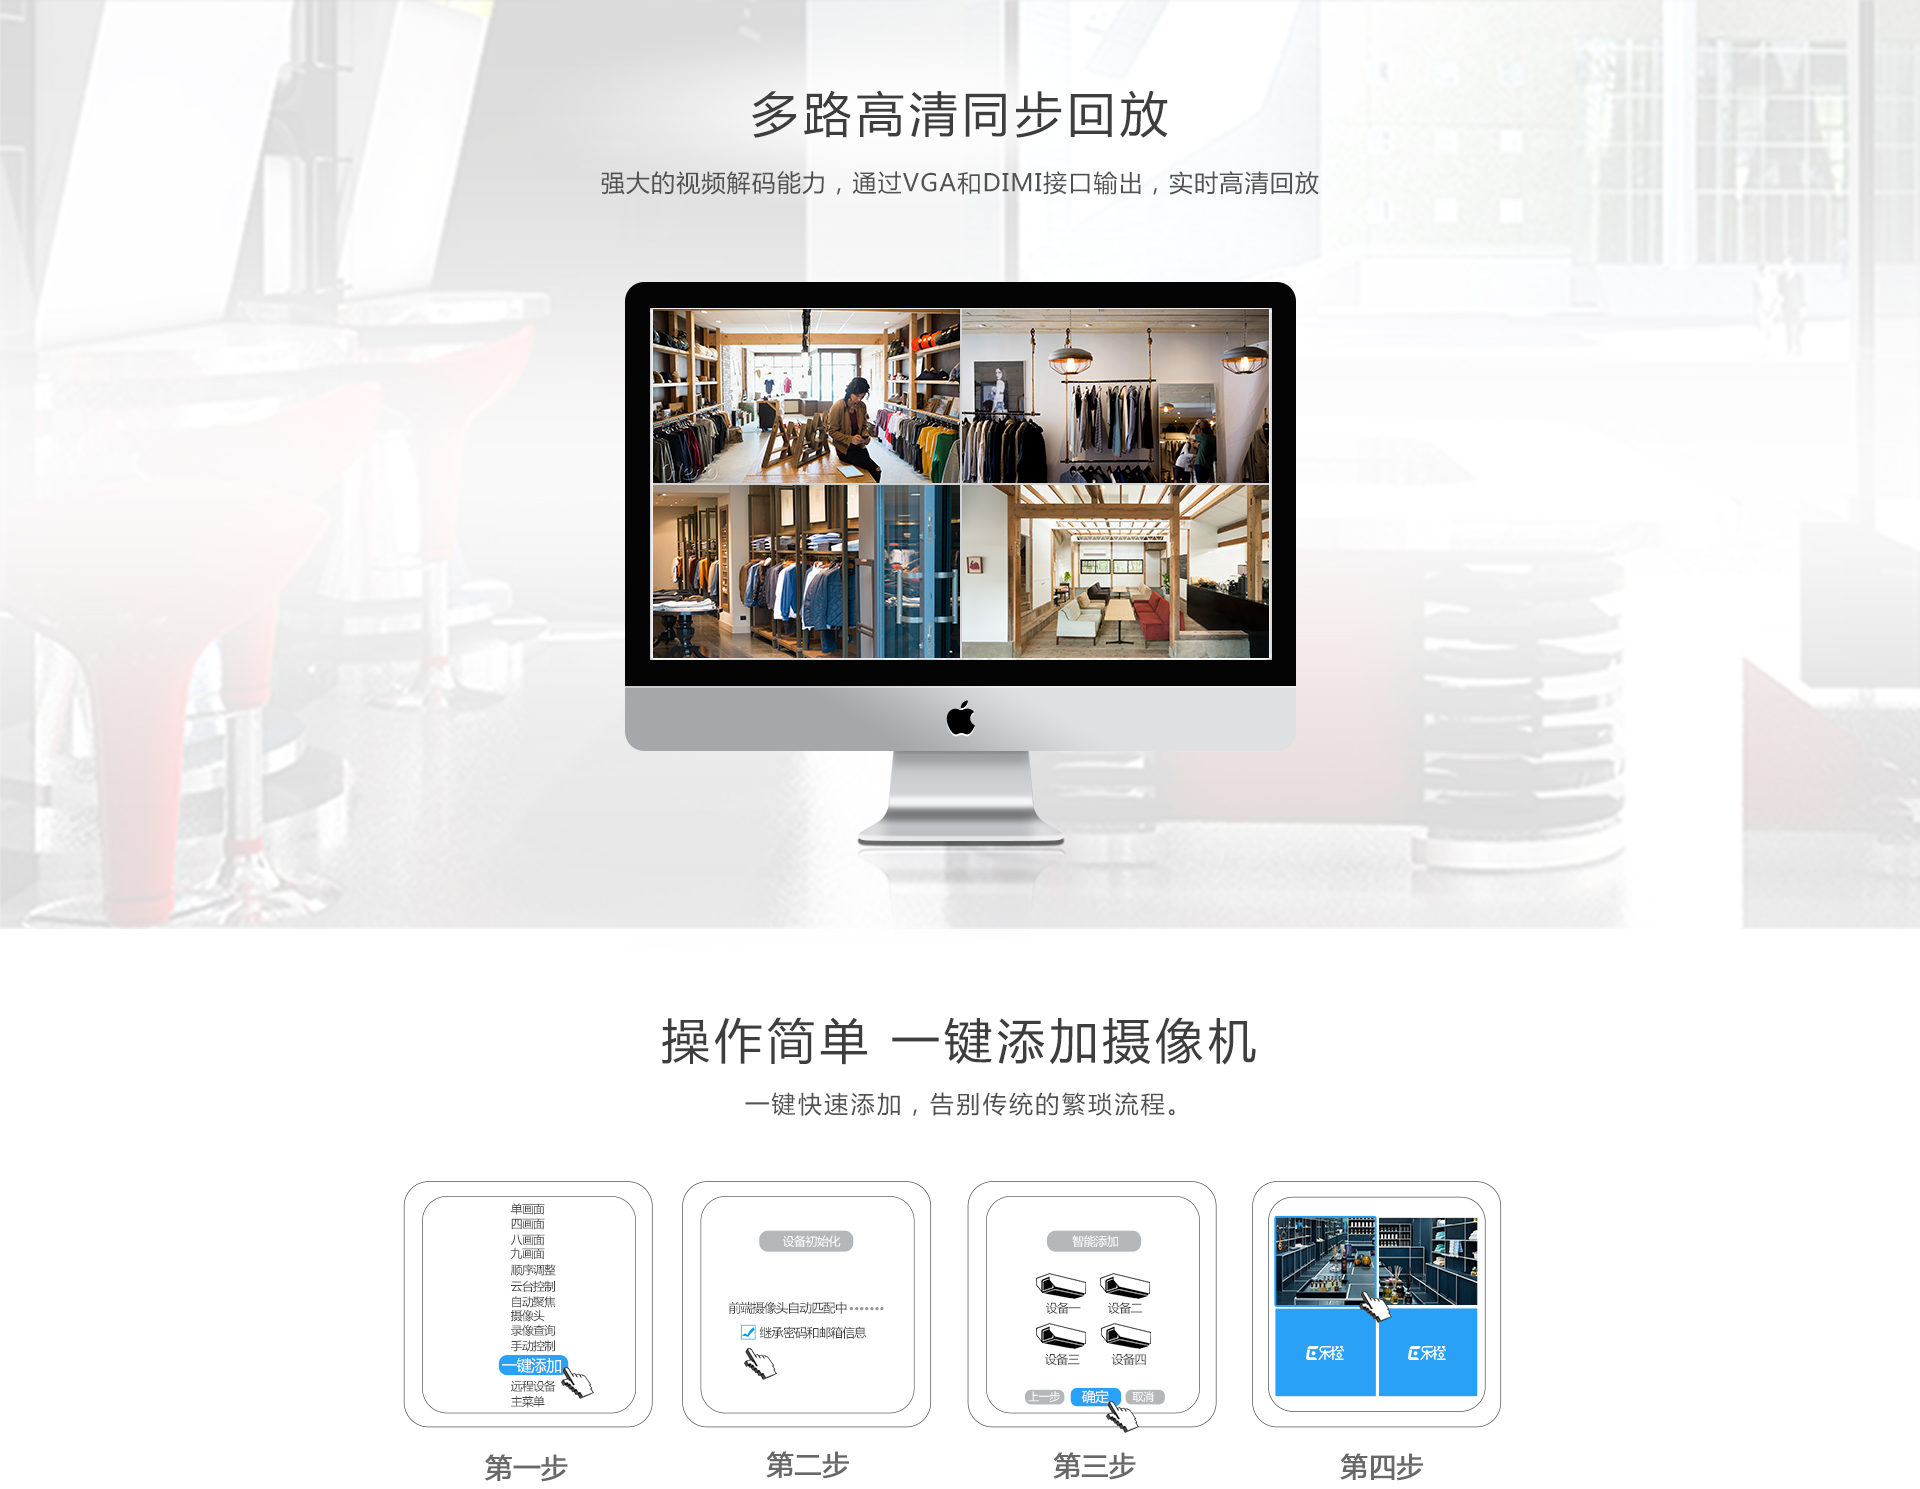 多路高清同步回放
强大的视频解码能力，通过VGA和DIMI接口输出，实时高清回放
操作简单 一键添加摄像机
一键快速添加，告别传统的繁琐流程。
单画面
四画面
八画面
九画面
顺序调整
云台控制
自动聚焦
摄像头
录像查询
手动控制
一键添加
远程设备
主菜单
第一步
设备初始化
前端摄像头自动匹配中•••••••
继承密码和邮箱信息
第二步
智能添加
设备一 设备二
设备三 设备四
上一步 确定 取消
第三步
乐橙 乐橙
第四步